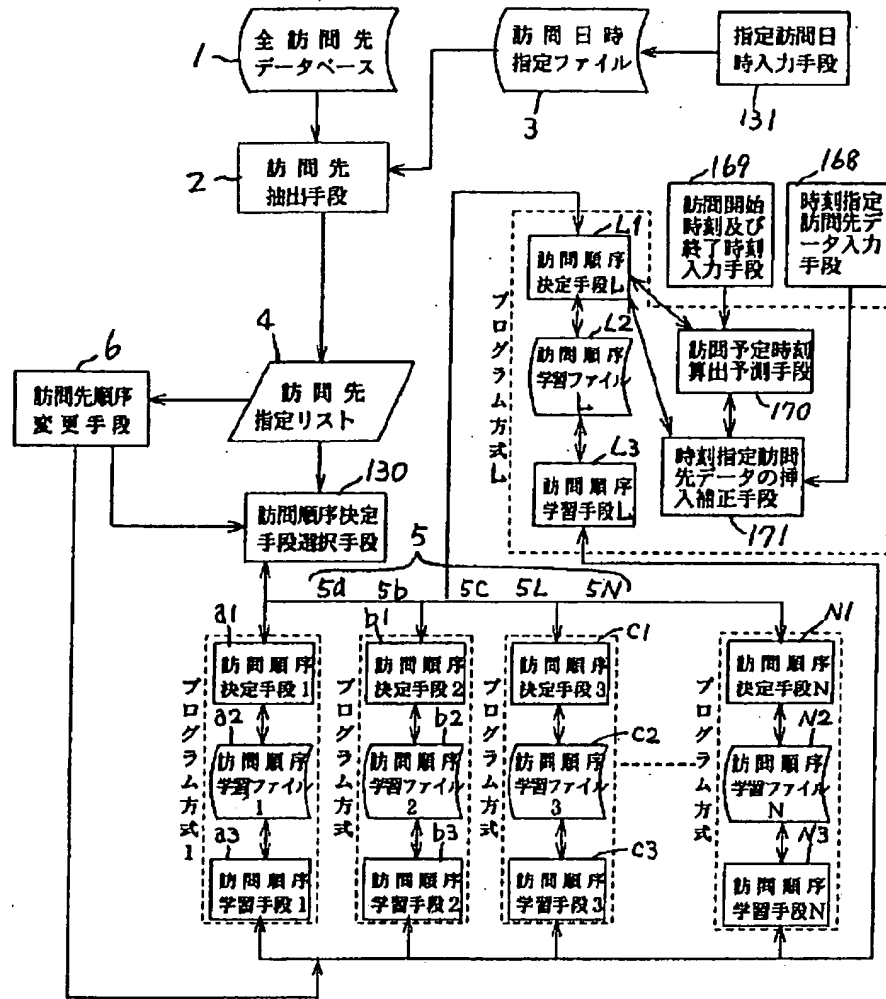 1
全訪問先
データベース
訪問日時
指定ファイル
3
指定訪問日
時入力手段
131
2
訪問先
抽出手段
169
訪問開始
時刻及び
終了時刻
入力手段
168
時刻指定
訪問先デ
ータ入力
手段
プログラム方式L
L1
訪問順序
決定手段L
L2
訪問順序
学習ファイル
L
L3
訪問順序
学習手段L
訪問予定時刻
算出予測手段
170
時刻指定訪問
先データの挿
入補正手段
171
6
訪問先順序
変更手段
4
訪問先
指定リスト
130
訪問順序決定
手段選択手段
5
5a 5b 5c 5L 5N
プログラム方式1
a1
訪問順序
決定手段1
a2
訪問順序
学習ファイル
1
a3
訪問順序
学習手段1
プログラム方式
b1
訪問順序
決定手段2
b2
訪問順序
学習ファイル
2
b3
訪問順序
学習手段2
プログラム方式
C1
訪問順序
決定手段3
C2
訪問順序
学習ファイル
3
C3
訪問順序
学習手段3
プログラム方式
N1
訪問順序
決定手段N
N2
訪問順序
学習ファイル
N
N3
訪問順序
学習手段N